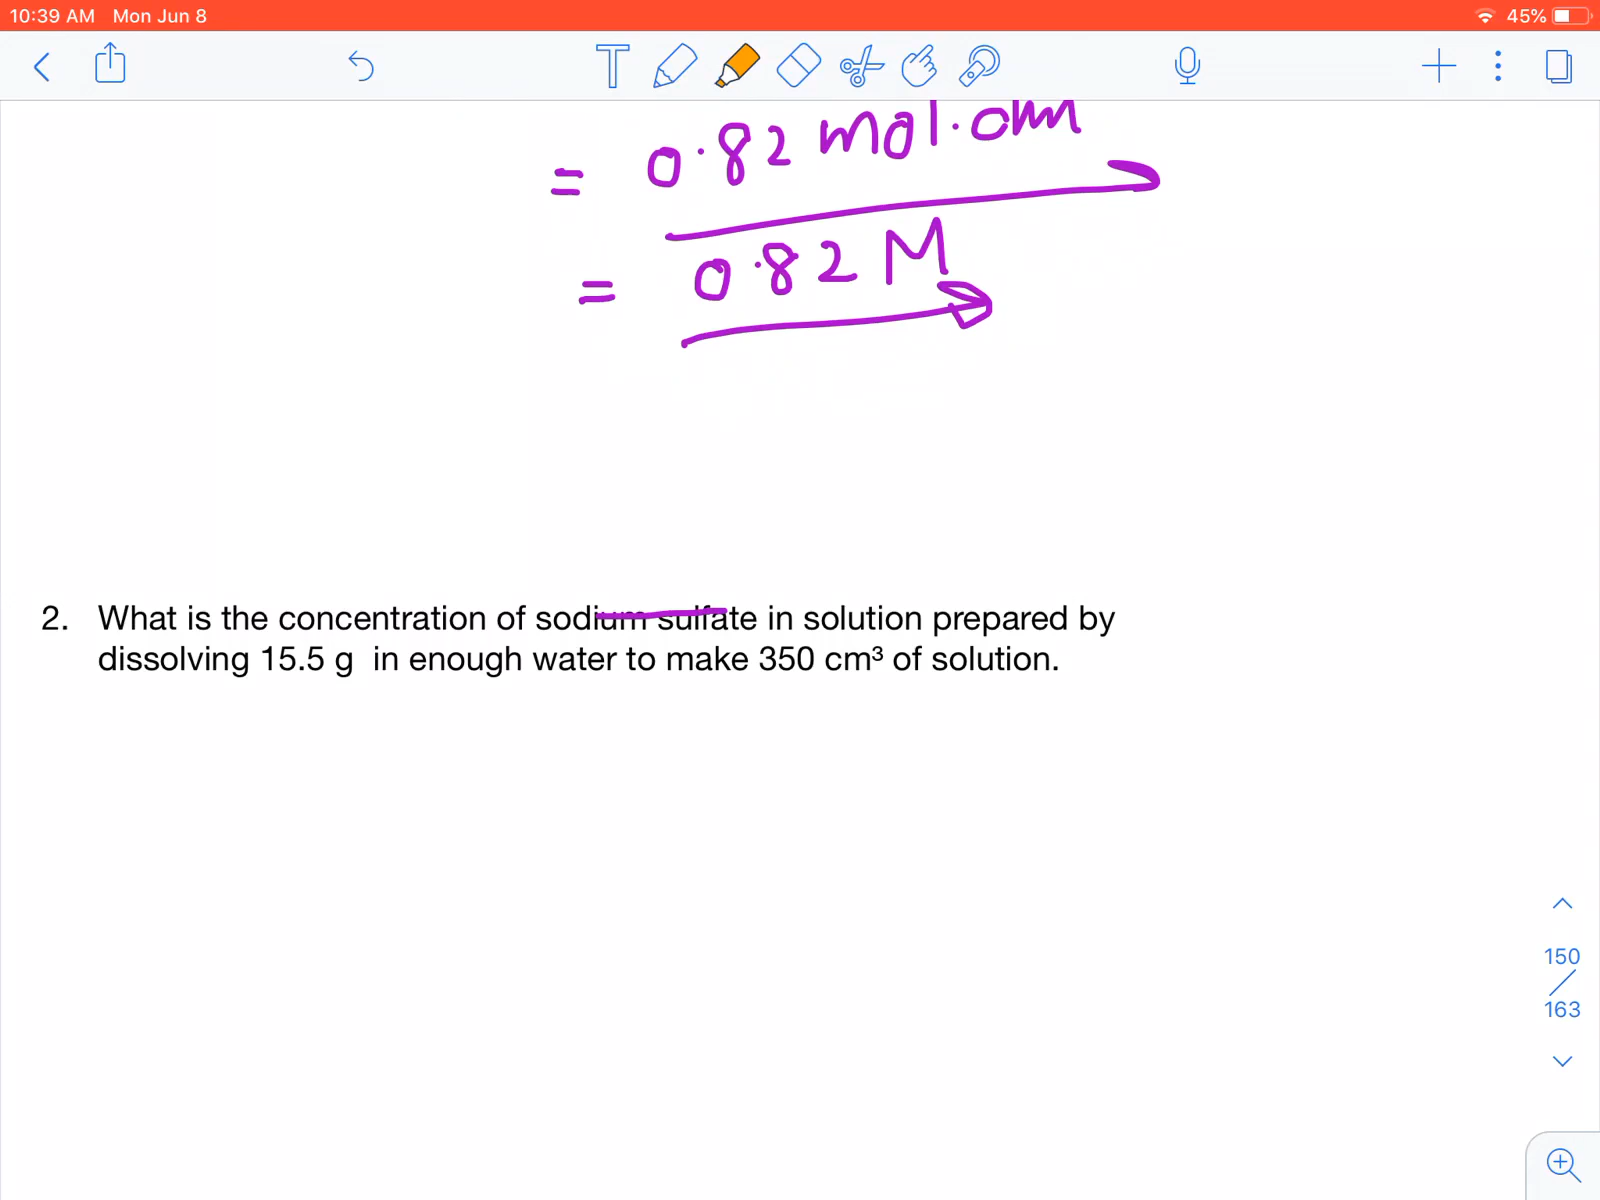 10:39 AM Mon Jun 8
45%
T
= 0.82 mol.dm
= 0.82 M
2. What is the concentration of sodium sulfate in solution prepared by
dissolving 15.5 g in enough water to make 350 cm³ of solution.
150
163